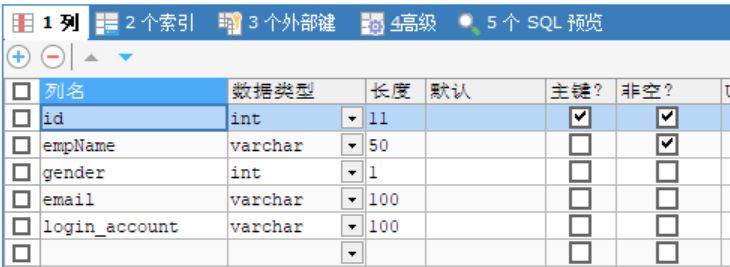 1 列 2 个索引 3 个外部键 4高级 5 个 SQL 预览
列名 数据类型 长度 默认 主键? 非空?
id int 11
empName varchar 50
gender int 1
email varchar 100
login_account varchar 100